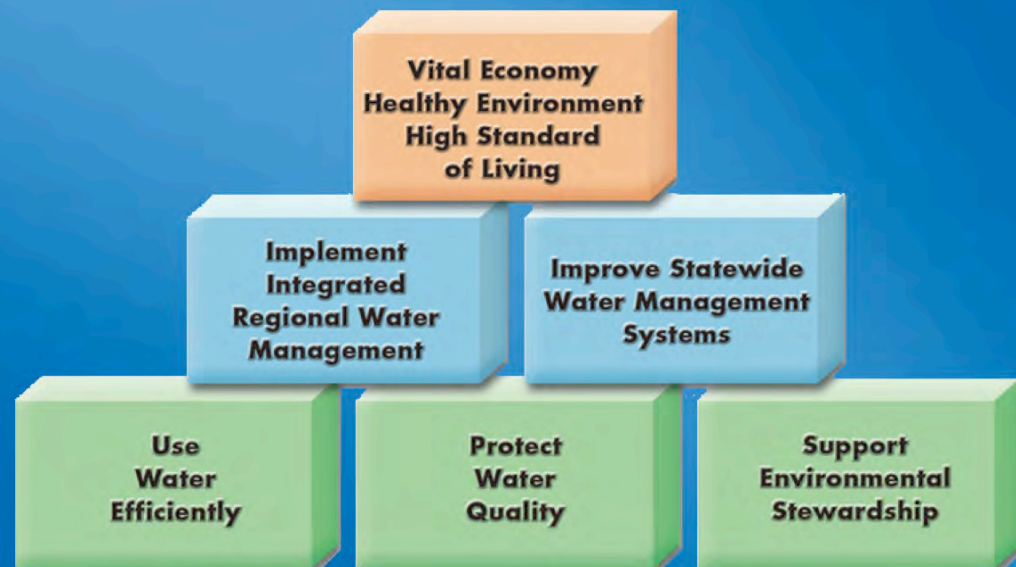 Vital Economy
Healthy Environment
High Standard
of Living
Implement
Integrated
Regional Water
Management
Improve Statewide
Water Management
Systems
Use
Water
Efficiently
Protect
Water
Quality
Support
Environmental
Stewardship